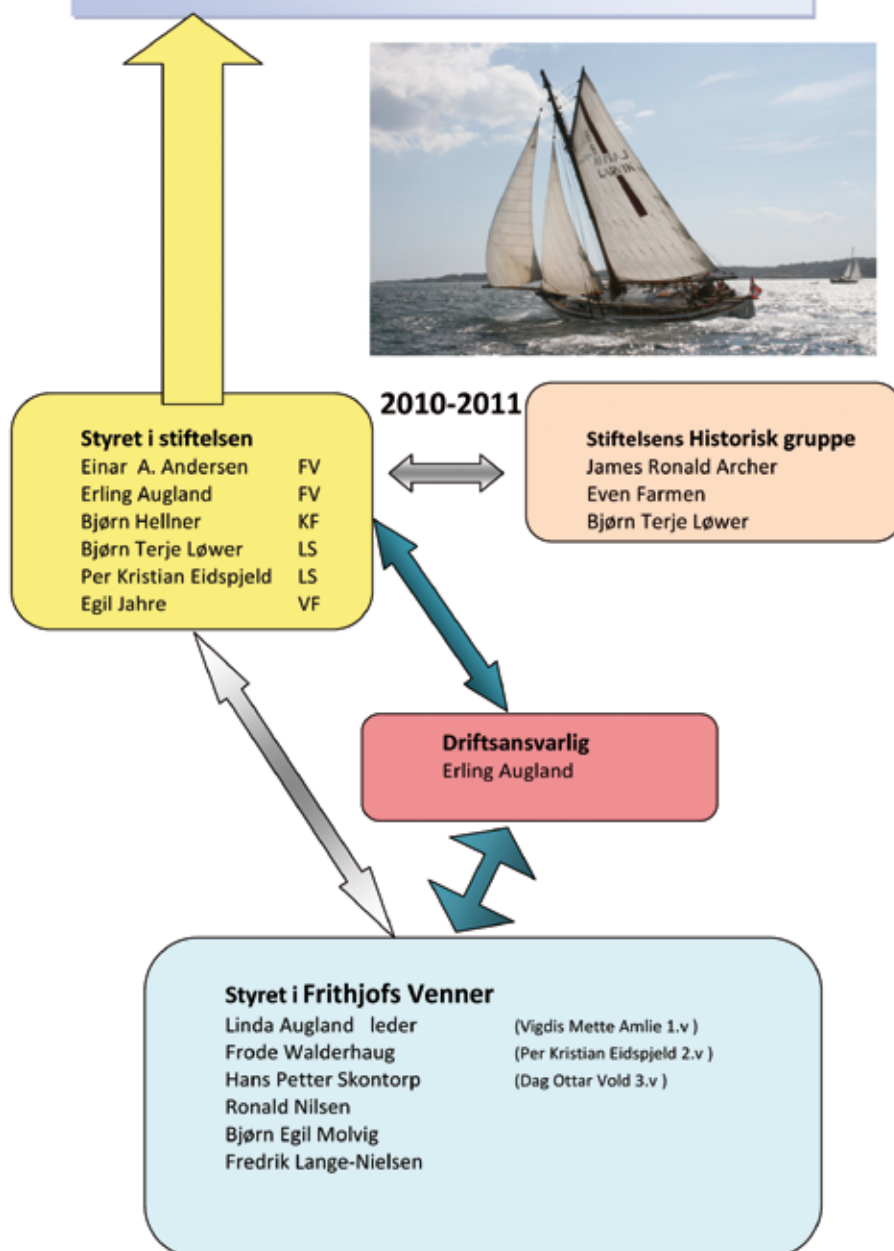 2010-2011
Styret i stiftelsen
Einar A. Andersen FV
Erling Augland FV
Bjørn Hellner KF
Bjørn Terje Løwer LS
Per Kristian Eidspjeld LS
Egil Jahre VF
Stiftelsens Historisk gruppe
James Ronald Archer
Even Farmen
Bjørn Terje Løwer
Driftsansvarlig
Erling Augland
Styret i Frithjofs Venner
Linda Augland leder (Vigdis Mette Amlie 1.v )
Frode Walderhaug (Per Kristian Eidspjeld 2.v )
Hans Petter Skontorp (Dag Ottar Vold 3.v )
Ronald Nilsen
Bjørn Egil Molvig
Fredrik Lange-Nielsen